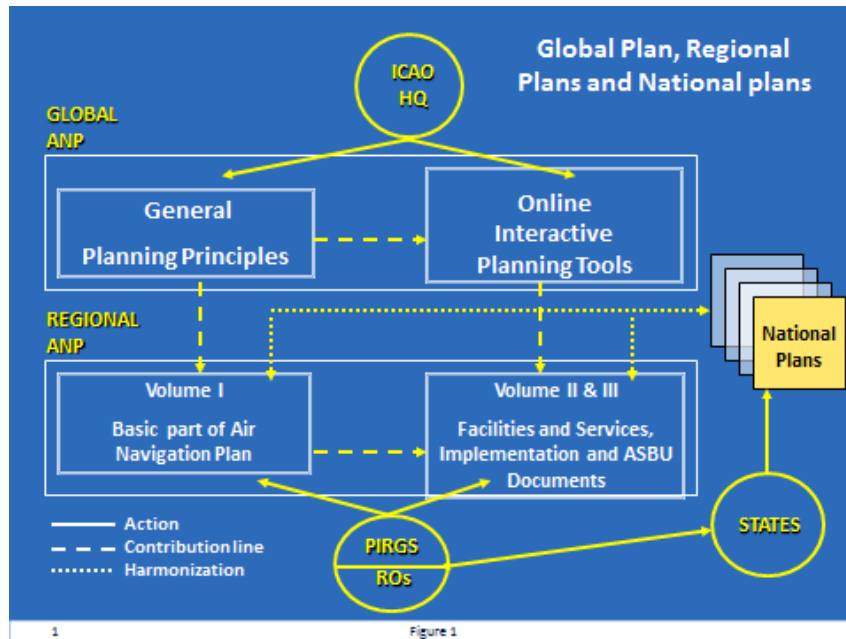 Global Plan, Regional
Plans and National plans
ICAO
HQ
GLOBAL
ANP
General
Planning Principles
Online
Interactive
Planning Tools
REGIONAL
ANP
National
Plans
Volume I
Basic part of Air
Navigation Plan
Volume II & III
Facilities and Services,
Implementation and ASBU
Documents
Action
Contribution line
Harmonization
PIRGS
ROs
STATES
1
Figure 1